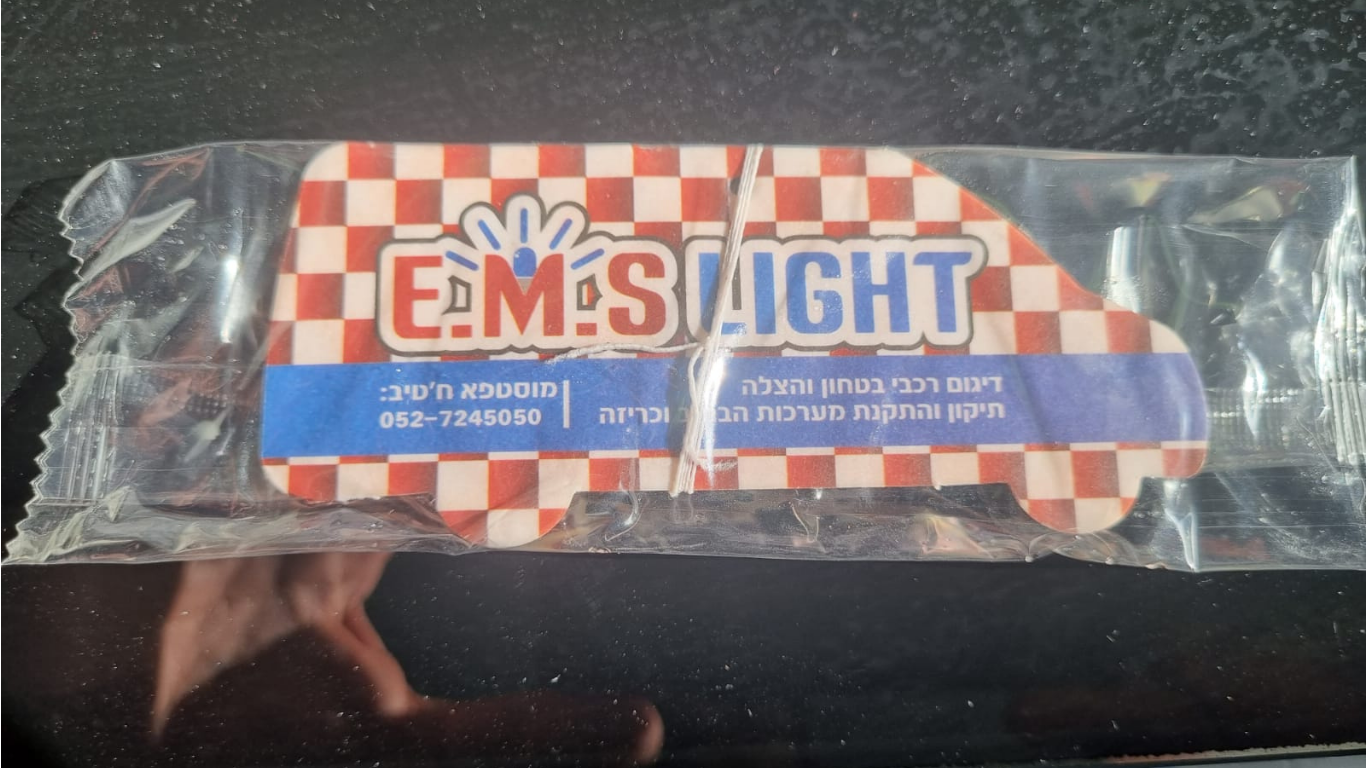 E.M.S LIGHT
דיגום רכבי בטחון והצלה
תיקון והתקנת מערכות וכריזה
מוסטפא ח'טיב:
052-7245050